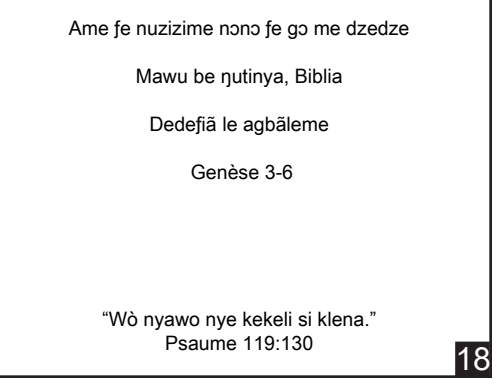 Ame ƒe nuzizime nɔnɔ ƒe gɔ me dzedze
Mawu be ŋutinya, Biblia
Dedeƒiã le agbãleme
Genèse 3-6
“Wò nyawo nye kekeli si klena.”
Psaume 119:130
18